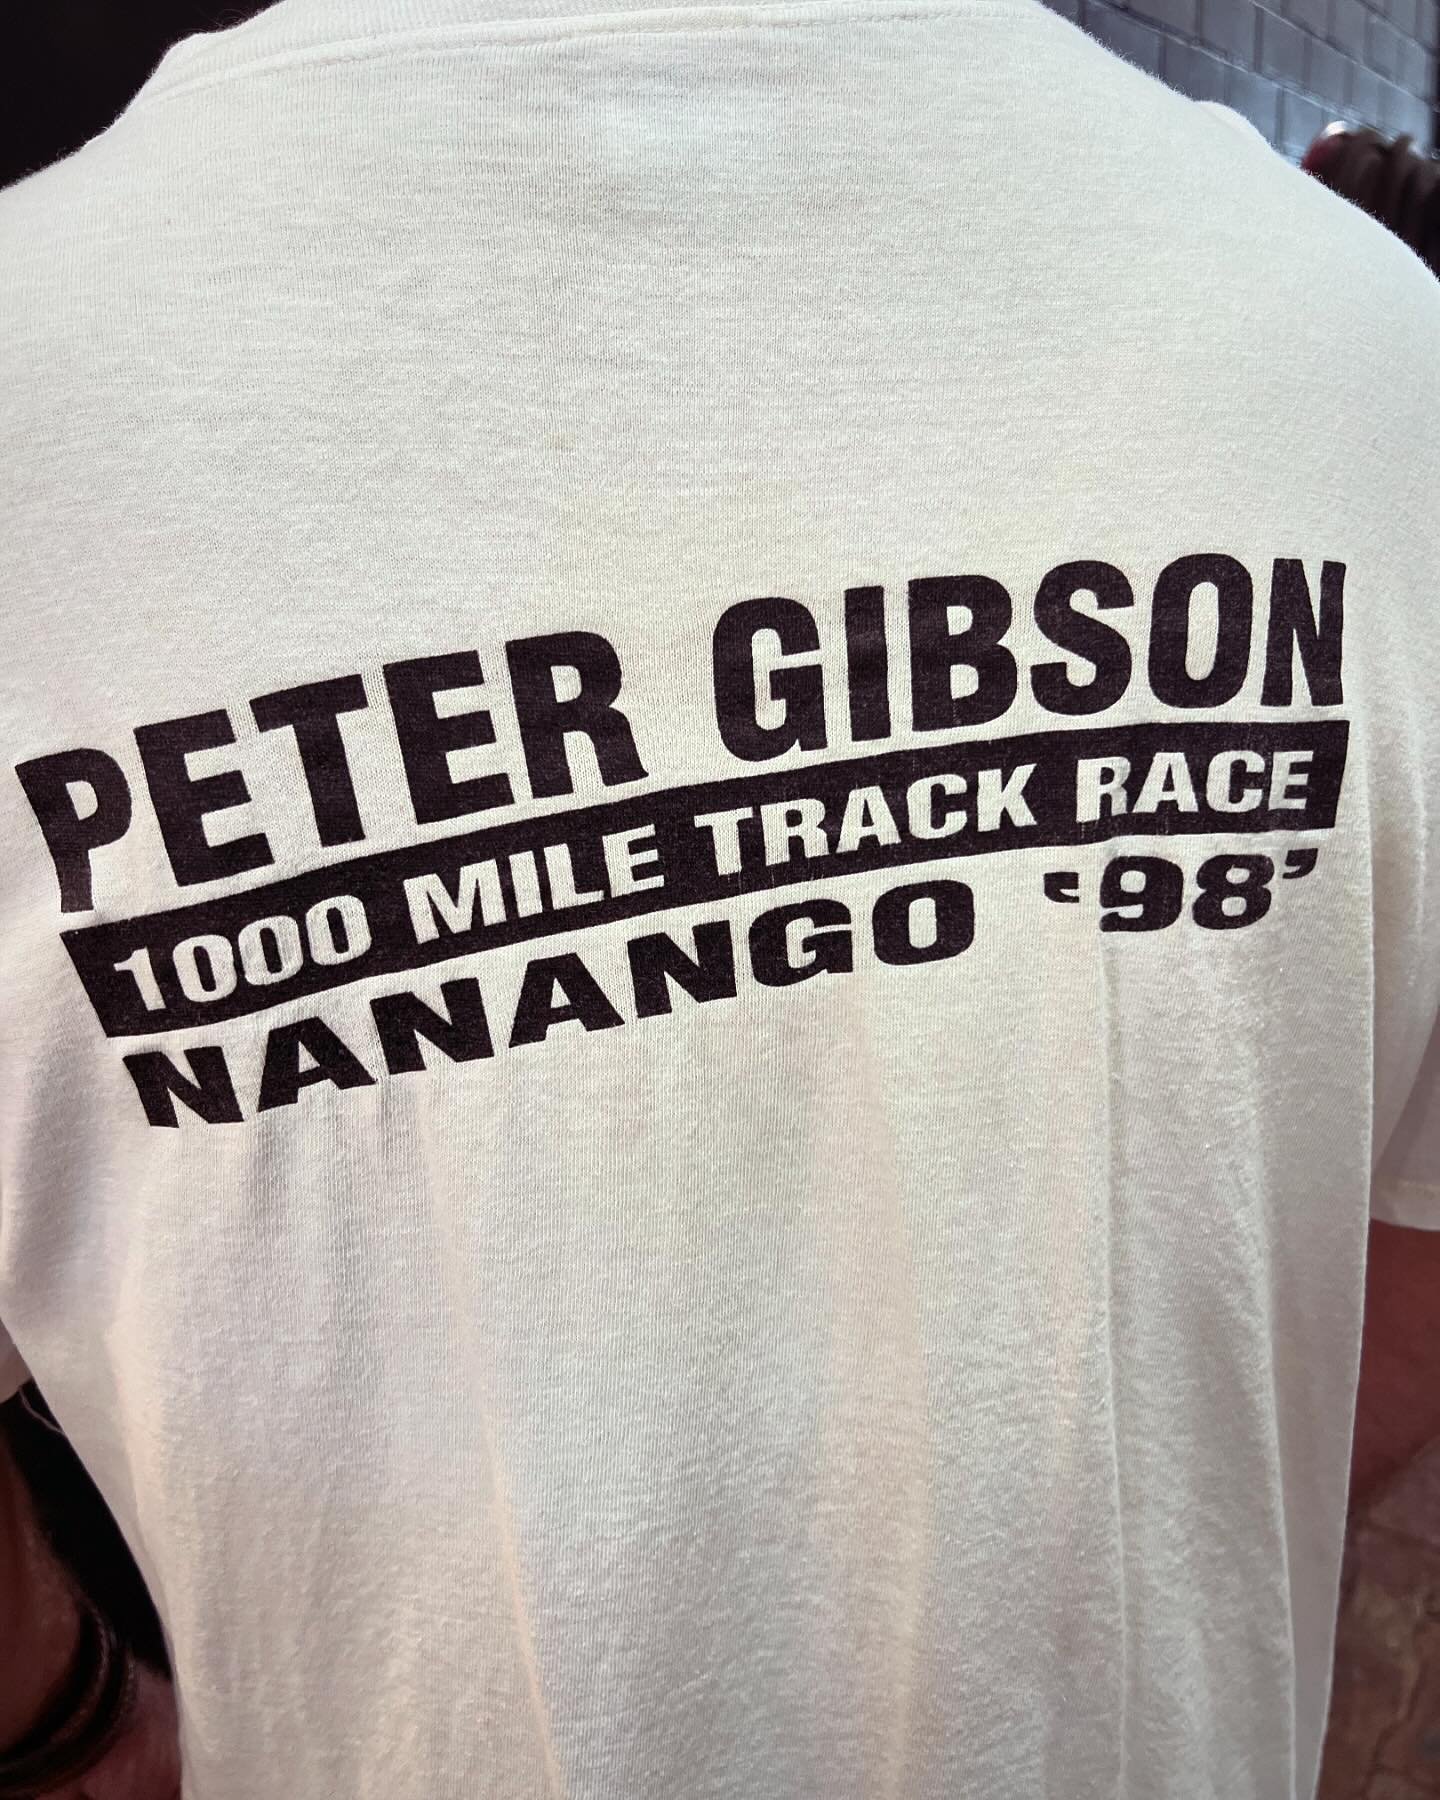 PETER GIBSON
1000 MILE TRACK RACE
NANANGO ‘98’